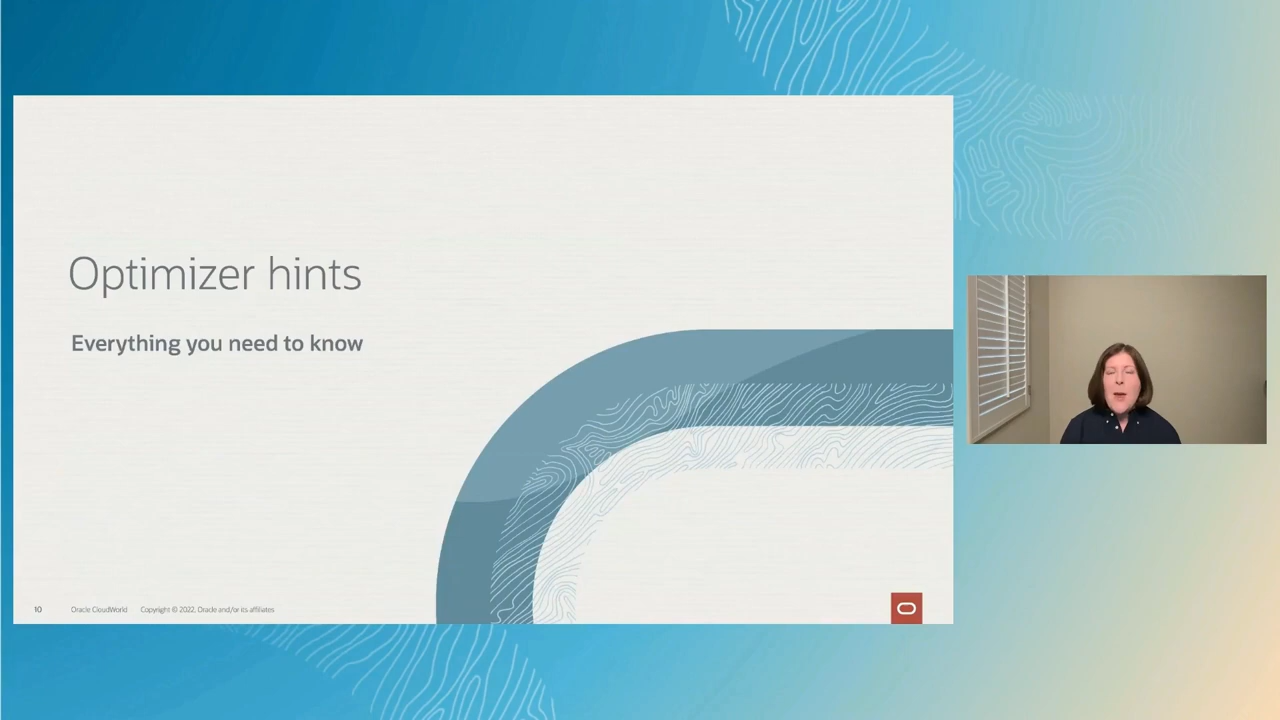 Optimizer hints
Everything you need to know
10 Oracle CloudWorld Copyright © 2022, Oracle and/or its affiliates